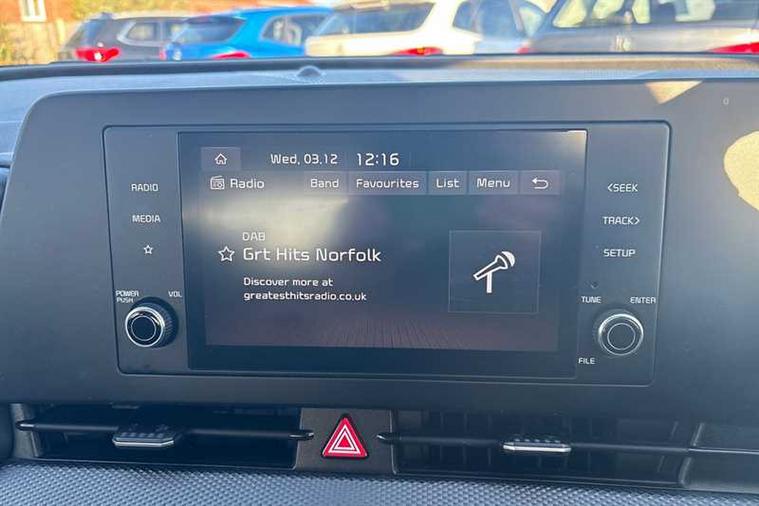 Wed, 03.12 12:16
Radio Band Favourites List Menu
DAB
Grt Hits Norfolk
Discover more at
greatesthitsradio.co.uk
RADIO
MEDIA
POWER
PUSH
VOL
<SEEK
TRACK>
SETUP
TUNE
ENTER
FILE